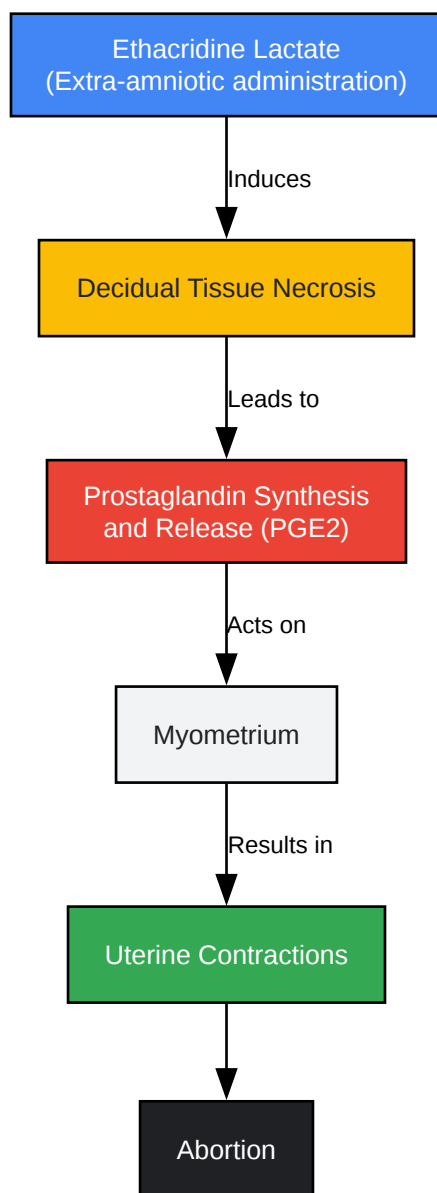 Ethacridine Lactate
(Extra-amniotic administration)
Induces
Decidual Tissue Necrosis
Leads to
Prostaglandin Synthesis
and Release (PGE2)
Acts on
Myometrium
Results in
Uterine Contractions
Abortion